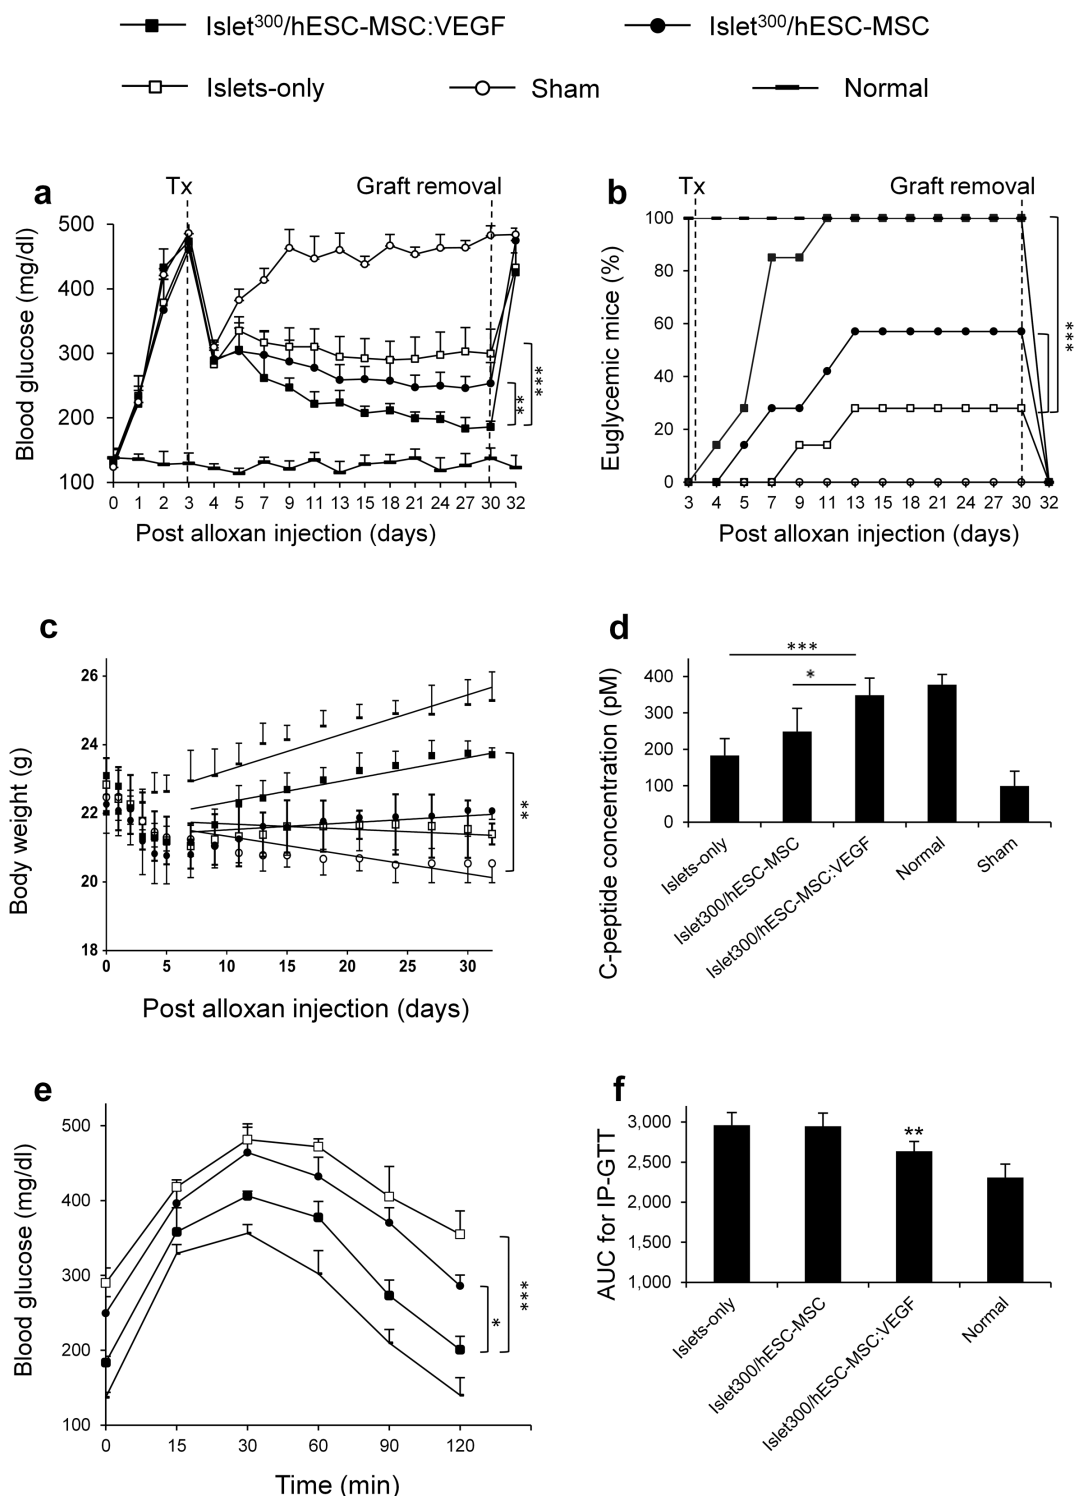 Islet300/hESC-MSC:VEGF Islet300/hESC-MSC
Islets-only Sham Normal
a Tx Graft removal
Blood glucose (mg/dl)
500
400
300
200
100
** ***
0 1 2 3 4 5 7 9 11 13 15 18 21 24 27 30 32
Post alloxan injection (days)
b Tx Graft removal
Euglycemic mice (%)
100
80
60
40
20
0
***
3 4 5 7 9 11 13 15 18 21 24 27 30 32
Post alloxan injection (days)
c
Body weight (g)
26
24
22
20
18
**
0 5 10 15 20 25 30
Post alloxan injection (days)
d
C-peptide concentration (pM)
400
300
200
100
0
***
*
Islets-only
Islet300/hESC-MSC
Islet300/hESC-MSC:VEGF
Normal
Sham
e
Blood glucose (mg/dl)
500
400
300
200
100
* ***
0 15 30 60 90 120
Time (min)
f
AUC for IP-GTT
3,000
2,500
2,000
1,500
1,000
**
Islets-only
Islet300/hESC-MSC
Islet300/hESC-MSC:VEGF
Normal